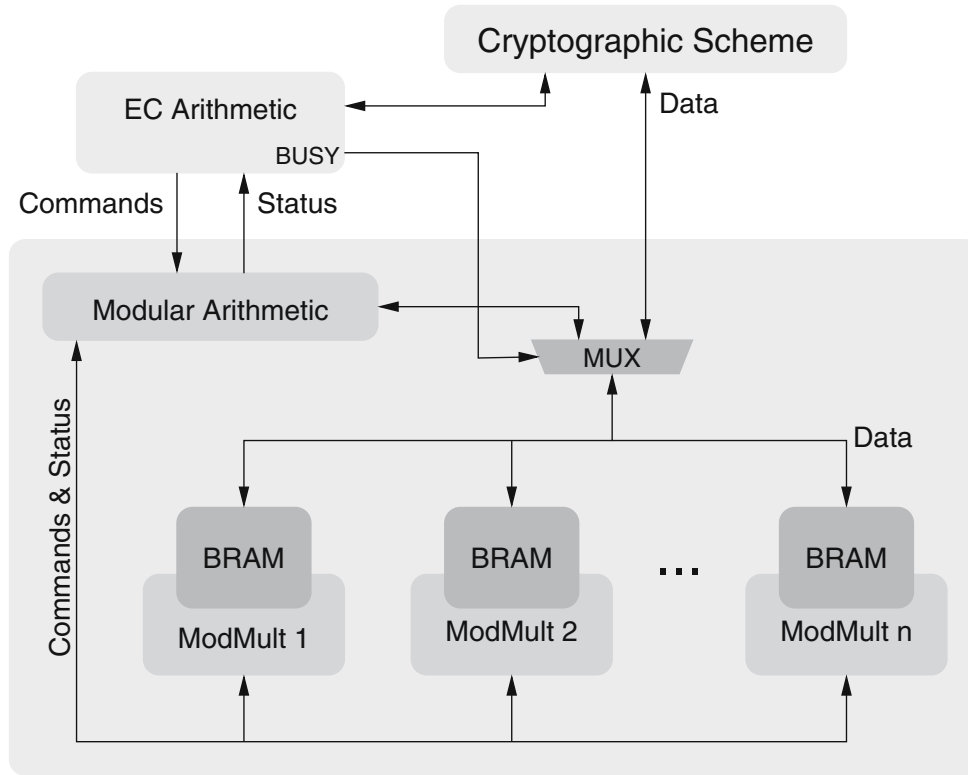 Cryptographic Scheme
EC Arithmetic
Data
BUSY
Commands
Status
Modular Arithmetic
MUX
Data
Commands & Status
BRAM
BRAM
...
BRAM
ModMult 1
ModMult 2
ModMult n